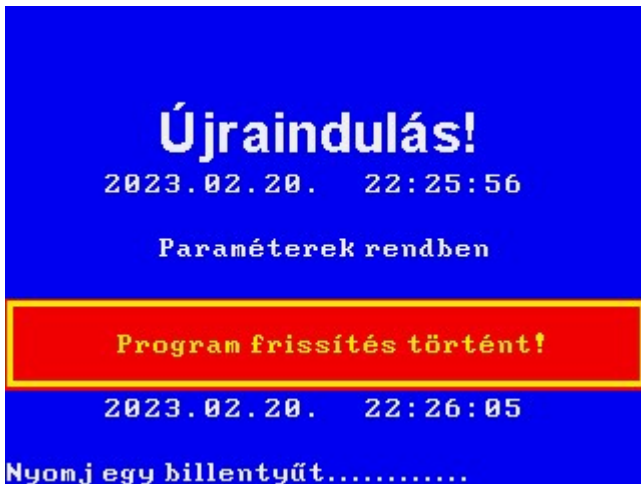 Újraindulás!
2023.02.20. 22:25:56
Paraméterek rendben
Program frissítés történt!
2023.02.20. 22:26:05
Nyomj egy billentyűt............